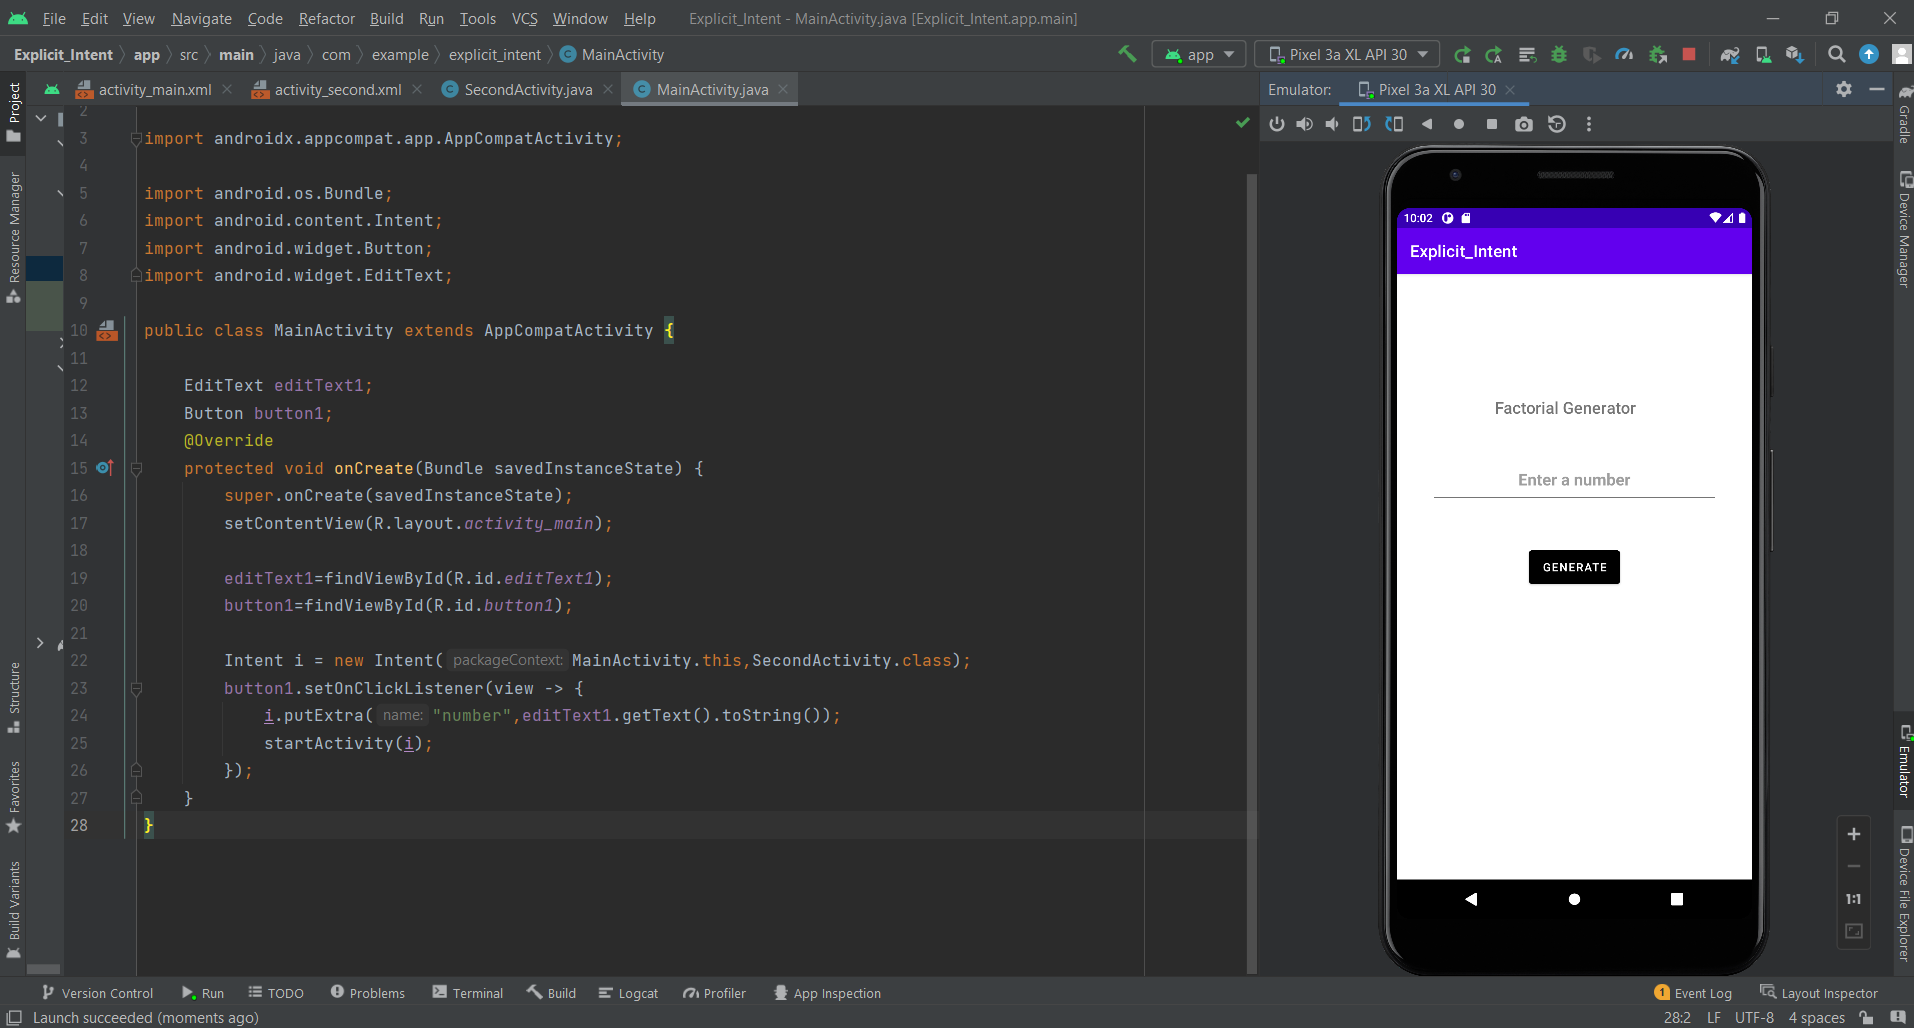 File Edit View Navigate Code Refactor Build Run Tools VCS Window Help Explicit_Intent - MainActivity.java [Explicit_Intent.app.main]
Explicit_Intent app src main java com example explicit_intent MainActivity app Pixel 3a XL API 30
activity_main.xml activity_second.xml SecondActivity.java MainActivity.java Emulator: Pixel 3a XL API 30
Project
Resource Manager
Structure
Favorites
Build Variants
2
3 import androidx.appcompat.app.AppCompatActivity;
4
5 import android.os.Bundle;
6 import android.content.Intent;
7 import android.widget.Button;
8 import android.widget.EditText;
9
10 public class MainActivity extends AppCompatActivity {
11
12 EditText editText1;
13 Button button1;
14 @Override
15 protected void onCreate(Bundle savedInstanceState) {
16 super.onCreate(savedInstanceState);
17 setContentView(R.layout.activity_main);
18
19 editText1=findViewById(R.id.editText1);
20 button1=findViewById(R.id.button1);
21
22 Intent i = new Intent( packageContext: MainActivity.this,SecondActivity.class);
23 button1.setOnClickListener(view -> {
24 i.putExtra( name: "number",editText1.getText().toString());
25 startActivity(i);
26 });
27 }
28 }
10:02
Explicit_Intent
Factorial Generator
Enter a number
GENERATE
1:1
Gradle
Device Manager
Emulator
Device File Explorer
Version Control Run TODO Problems Terminal Build Logcat Profiler App Inspection 1 Event Log Layout Inspector
Launch succeeded (moments ago) 28:2 LF UTF-8 4 spaces